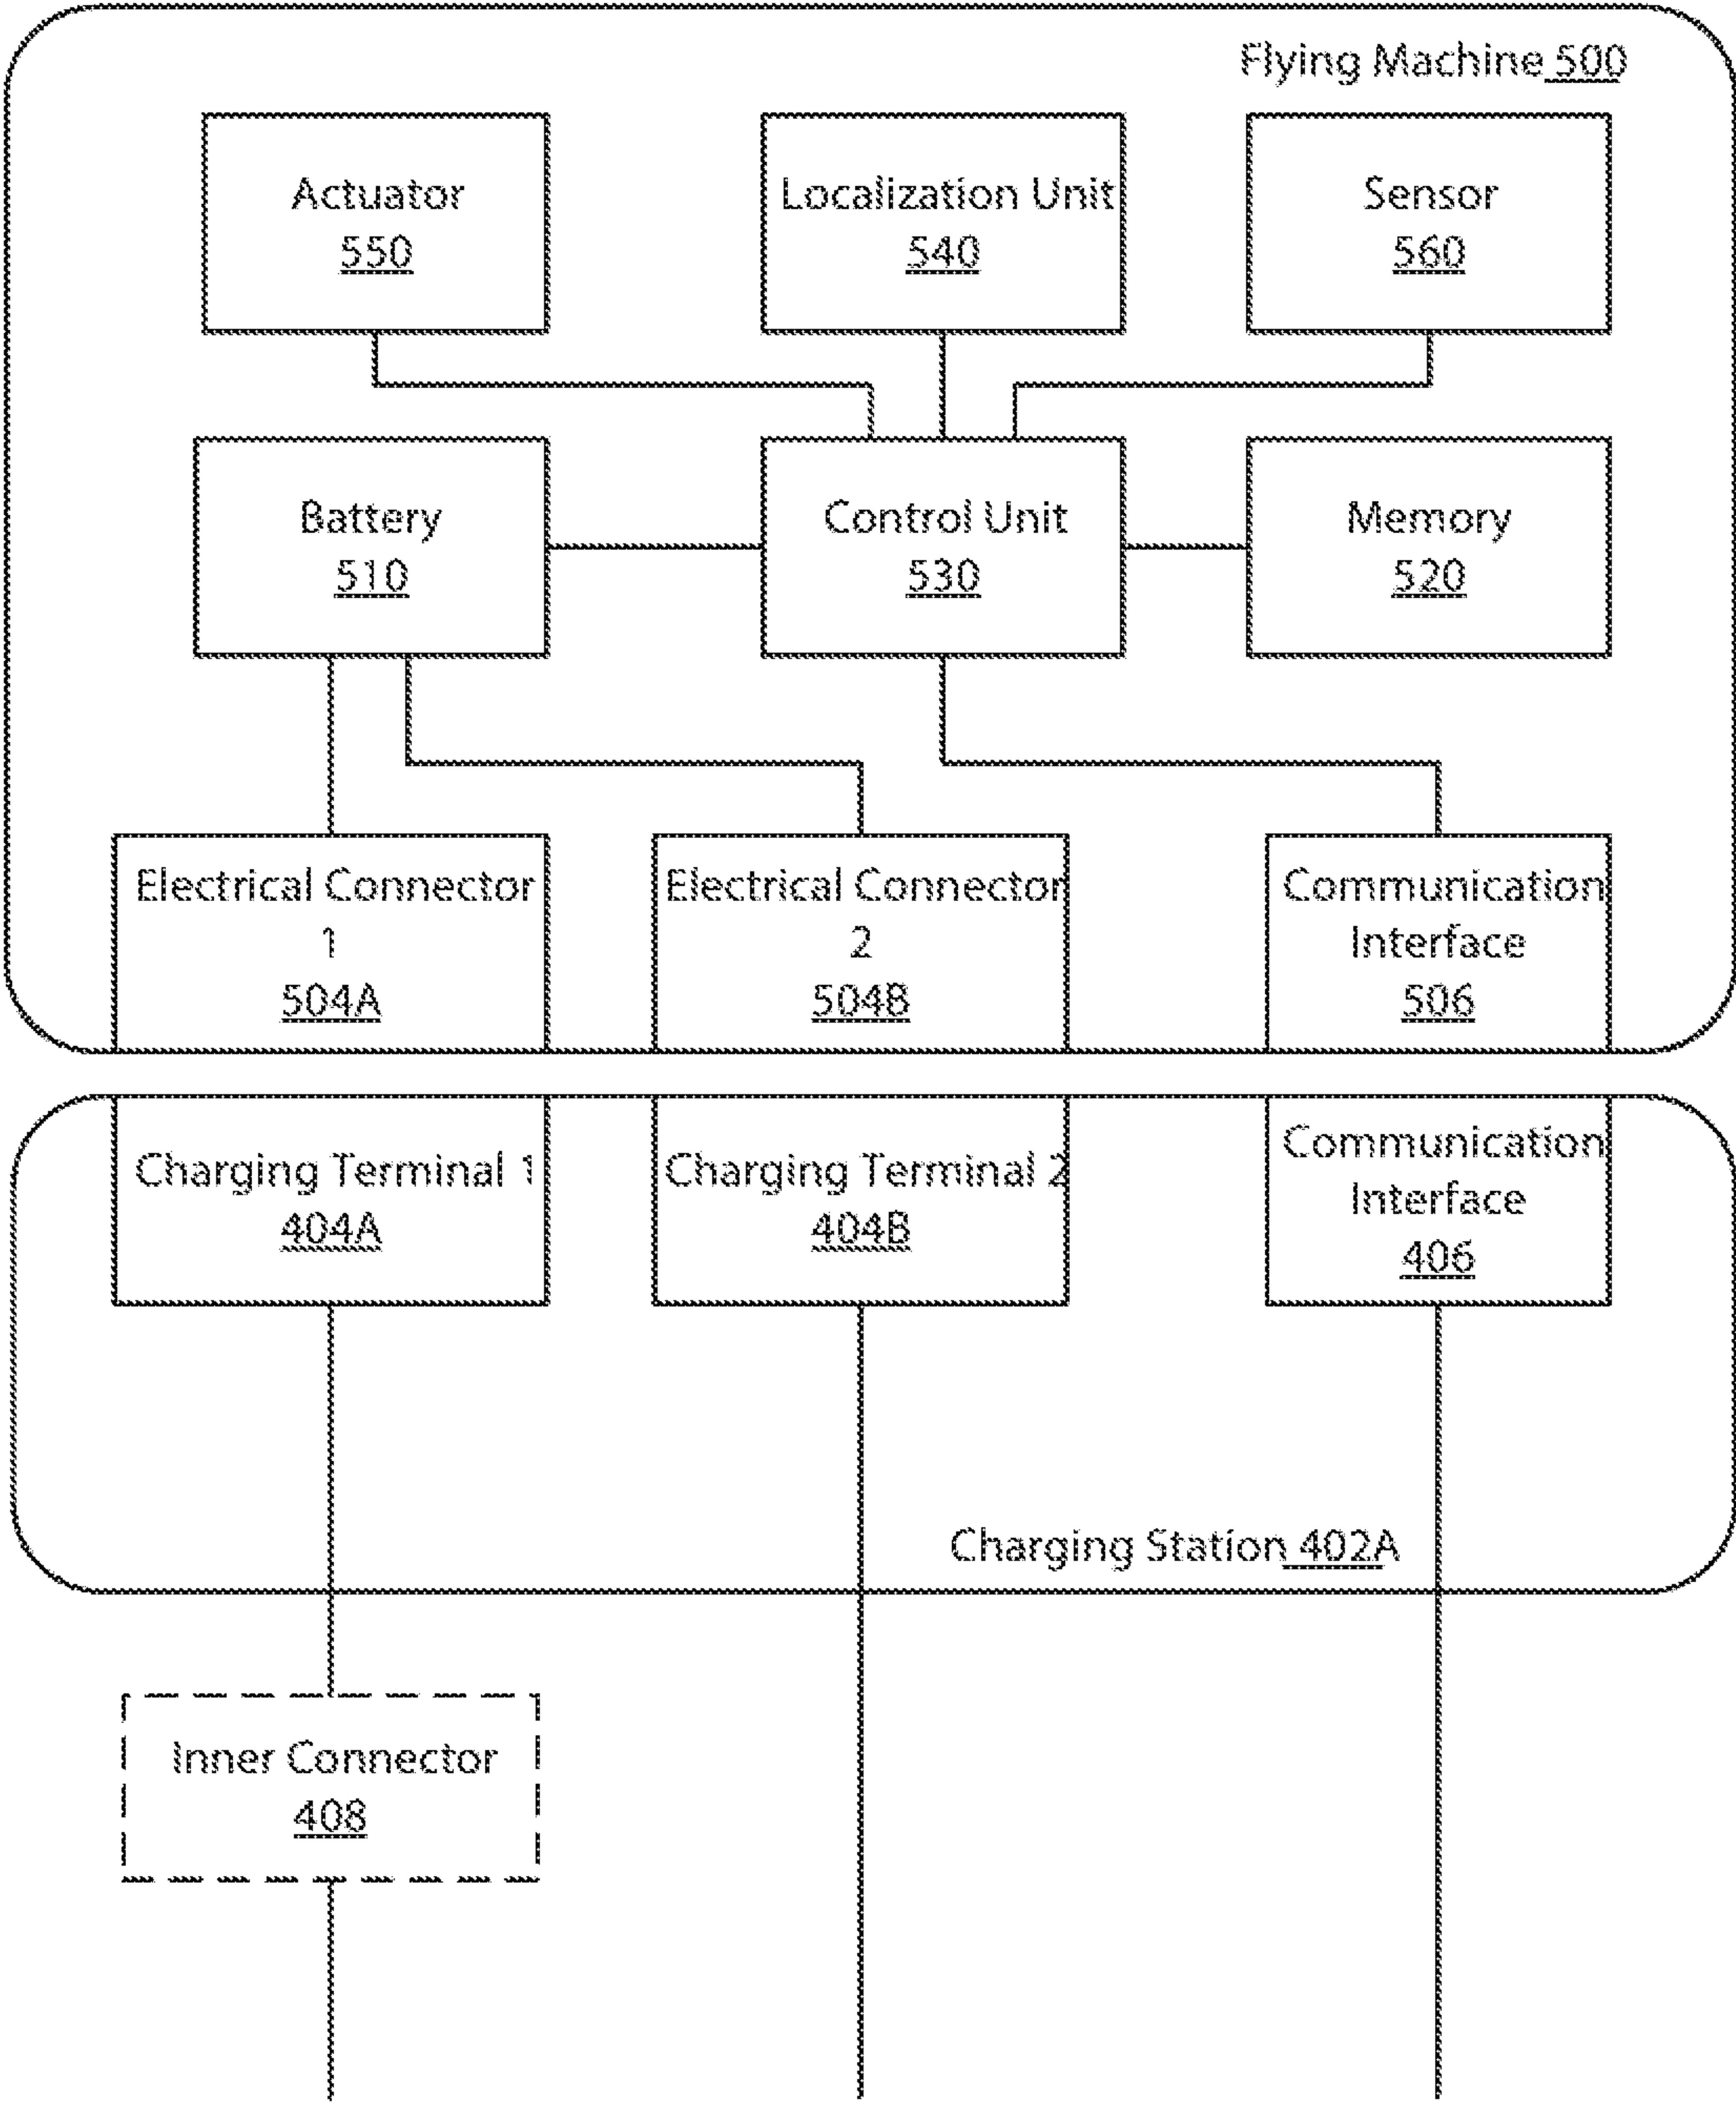 Flying Machine 500
Actuator
550
Localization Unit
540
Sensor
560
Battery
510
Control Unit
530
Memory
520
Electrical Connector
1
504A
Electrical Connector
2
504B
Communication
Interface
506
Charging Terminal 1
404A
Charging Terminal 2
404B
Communication
Interface
406
Charging Station 402A
Inner Connector
408